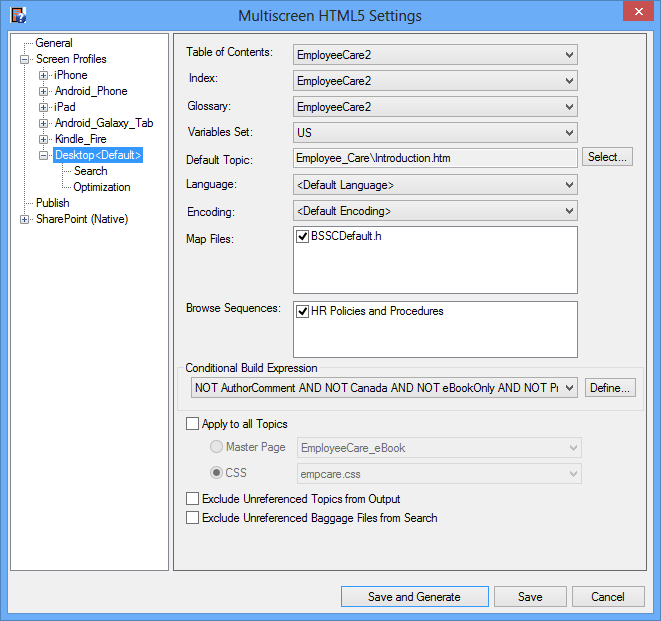 Multiscreen HTML5 Settings
General
Screen Profiles
iPhone
Android_Phone
iPad
Android_Galaxy_Tab
Kindle_Fire
Desktop<Default>
Search
Optimization
Publish
SharePoint (Native)
Table of Contents: EmployeeCare2
Index: EmployeeCare2
Glossary: EmployeeCare2
Variables Set: US
Default Topic: Employee_Care\Introduction.htm Select...
Language: <Default Language>
Encoding: <Default Encoding>
Map Files: BSSCDefault.h
Browse Sequences: HR Policies and Procedures
Conditional Build Expression
NOT AuthorComment AND NOT Canada AND NOT eBookOnly AND NOT Define...
Apply to all Topics
Master Page EmployeeCare_eBook
CSS empcare.css
Exclude Unreferenced Topics from Output
Exclude Unreferenced Baggage Files from Search
Save and Generate Save Cancel